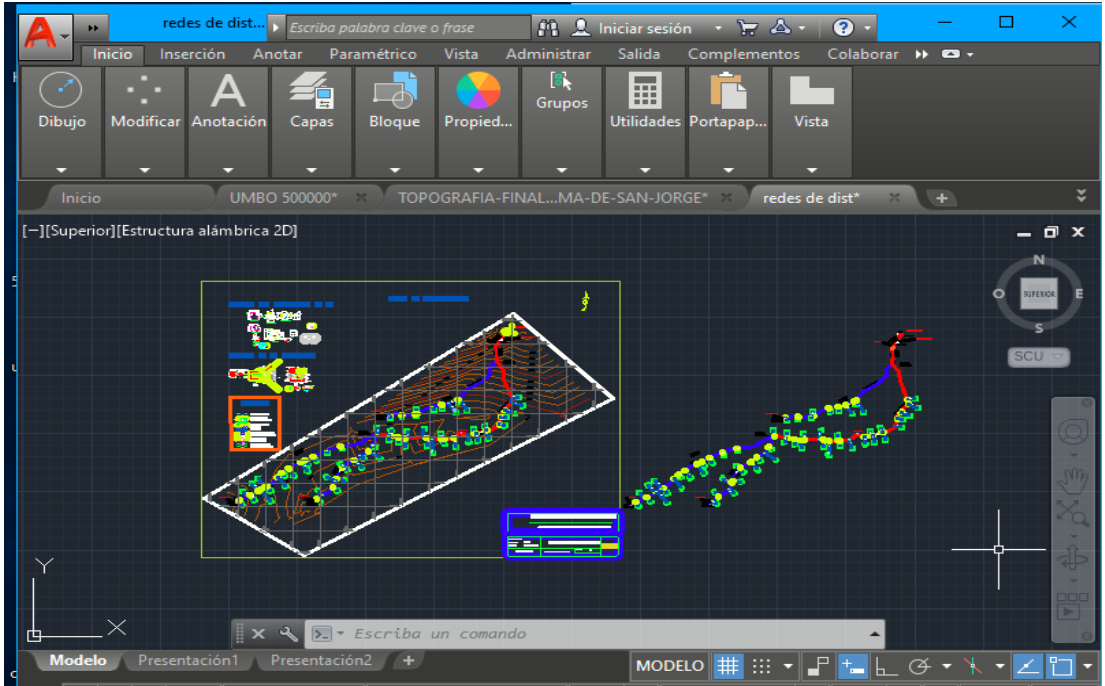 redes de dist... Escriba palabra clave o frase Iniciar sesión
Inicio Inserción Anotar Paramétrico Vista Administrar Salida Complementos Colaborar
Dibujo Modificar Anotación Capas Bloque Propied... Grupos Utilidades Portapap... Vista
Inicio UMBO 500000* TOPOGRAFIA-FINAL...MA-DE-SAN-JORGE* redes de dist*
[−][Superior][Estructura alámbrica 2D]
N
O SUPERIOR E
S
SCU
Y
X
Escriba un comando
Modelo Presentación1 Presentación2 +
MODELO